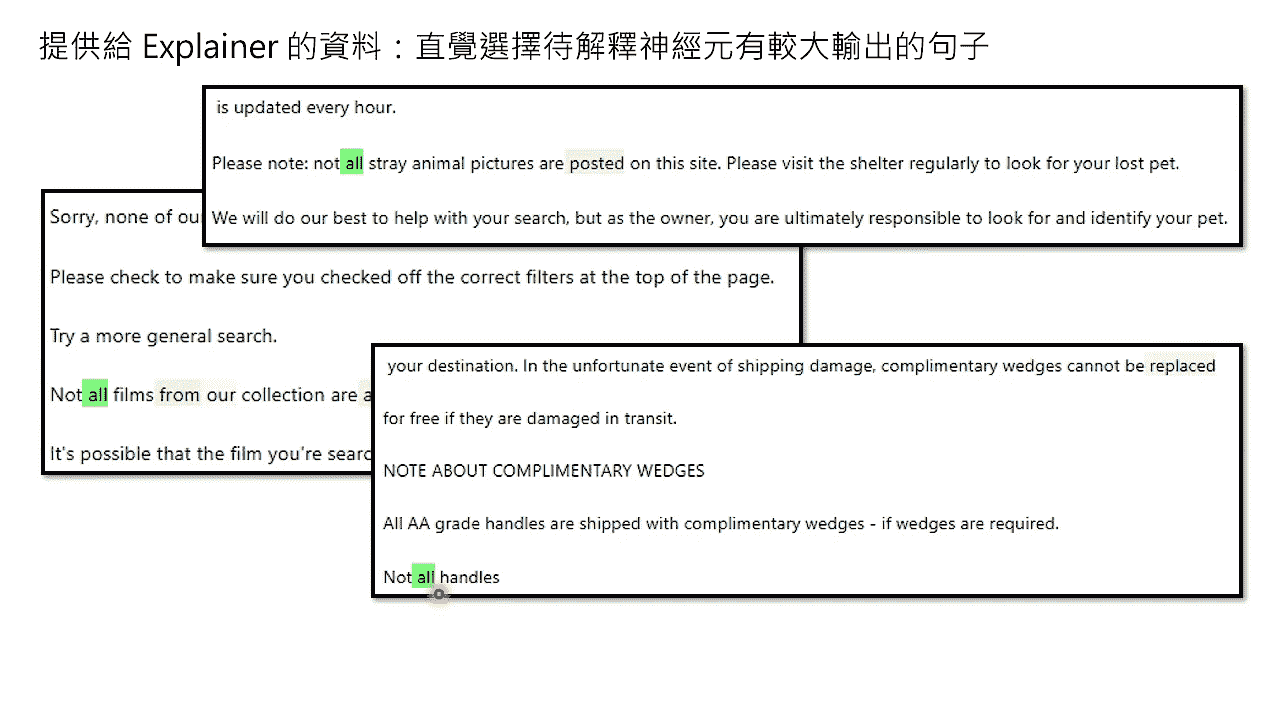 提供給 Explainer 的資料：直覺選擇待解釋神經元有較大輸出的句子
is updated every hour.
Please note: not all stray animal pictures are posted on this site. Please visit the shelter regularly to look for your lost pet.
We will do our best to help with your search, but as the owner, you are ultimately responsible to look for and identify your pet.
Sorry, none of ou
Please check to make sure you checked off the correct filters at the top of the page.
Try a more general search.
Not all films from our collection are a
It's possible that the film you're searc
your destination. In the unfortunate event of shipping damage, complimentary wedges cannot be replaced
for free if they are damaged in transit.
NOTE ABOUT COMPLIMENTARY WEDGES
All AA grade handles are shipped with complimentary wedges - if wedges are required.
Not all handles